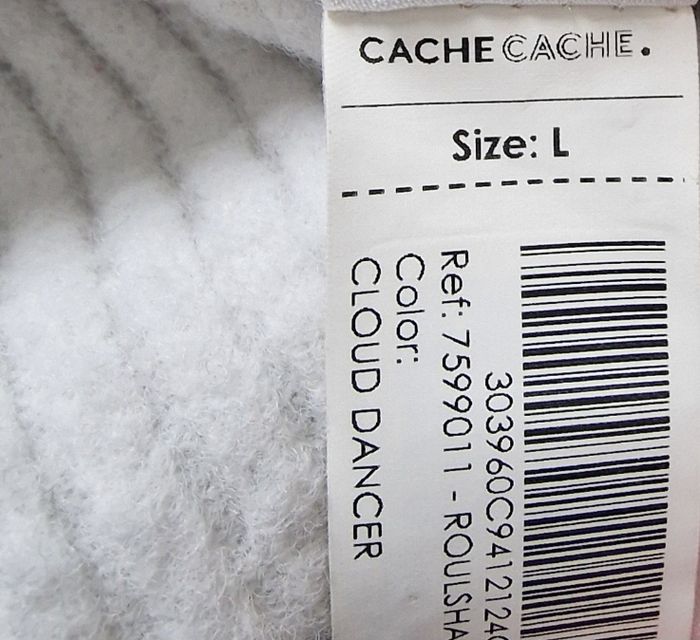 CACHE CACHE.
Size: L
303960C9412124
Ref: 7599011 - ROULSHA
Color:
CLOUD DANCER